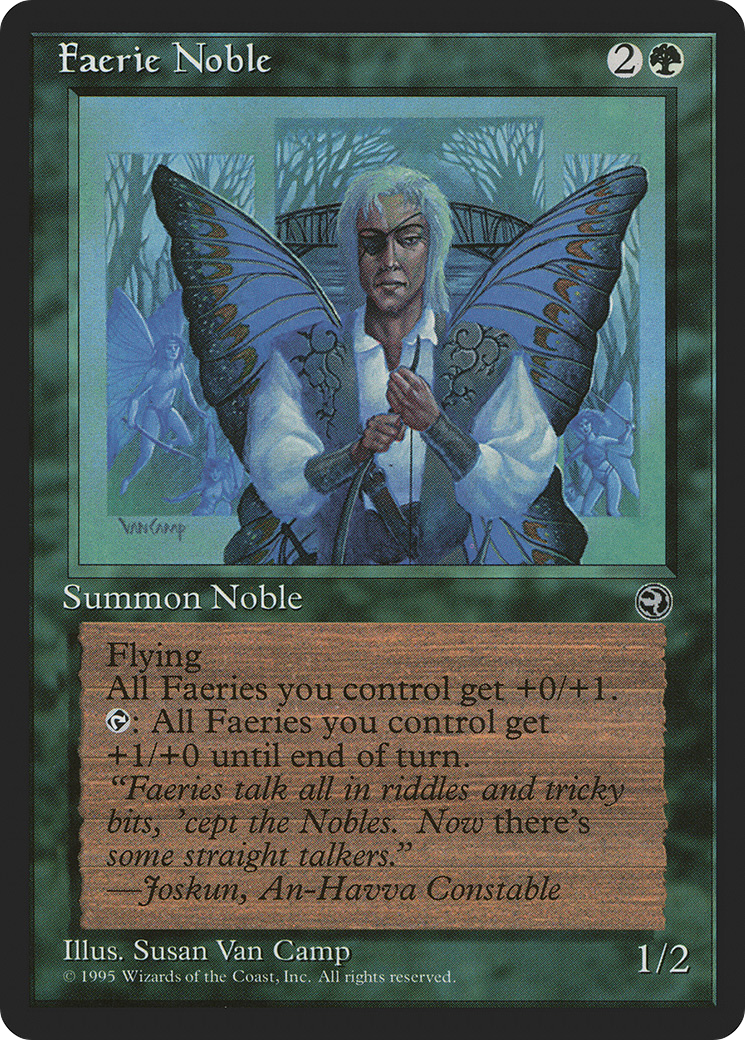 Faerie Noble 2
VAN CAMP
Summon Noble
Flying
All Faeries you control get +0/+1.
: All Faeries you control get
+1/+0 until end of turn.
“Faeries talk all in riddles and tricky
bits, ’cept the Nobles. Now there’s
some straight talkers.”
—Joskun, An-Havva Constable
Illus. Susan Van Camp 1/2
© 1995 Wizards of the Coast, Inc. All rights reserved.